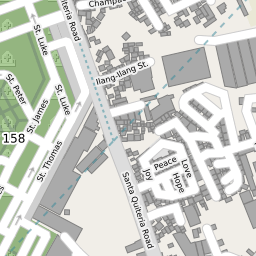 Champa
Quiteria Road
St. Luke
Ilang-Ilang St.
St. Peter
St. James
St. Luke
158
St. Thomas
Peace
Love
Joy
Hope
Santa Quiteria Road